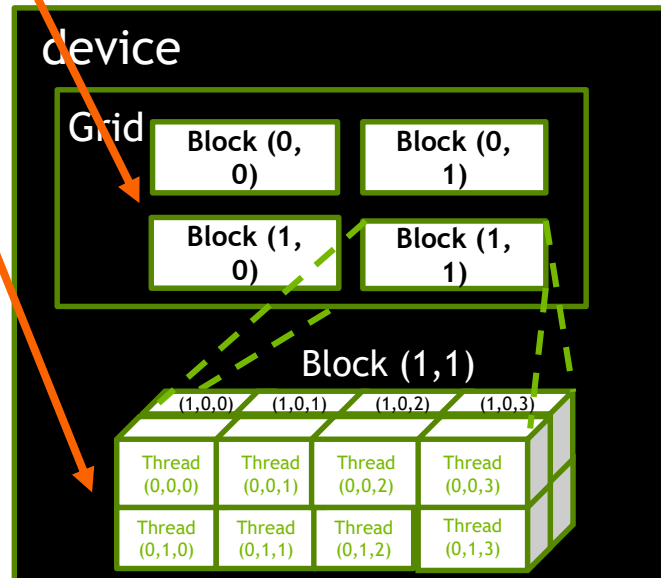 device
Grid
Block (0,
0)
Block (0,
1)
Block (1,
0)
Block (1,
1)
Block (1,1)
(1,0,0)
(1,0,1)
(1,0,2)
(1,0,3)
Thread
(0,0,0)
Thread
(0,0,1)
Thread
(0,0,2)
Thread
(0,0,3)
Thread
(0,1,0)
Thread
(0,1,1)
Thread
(0,1,2)
Thread
(0,1,3)